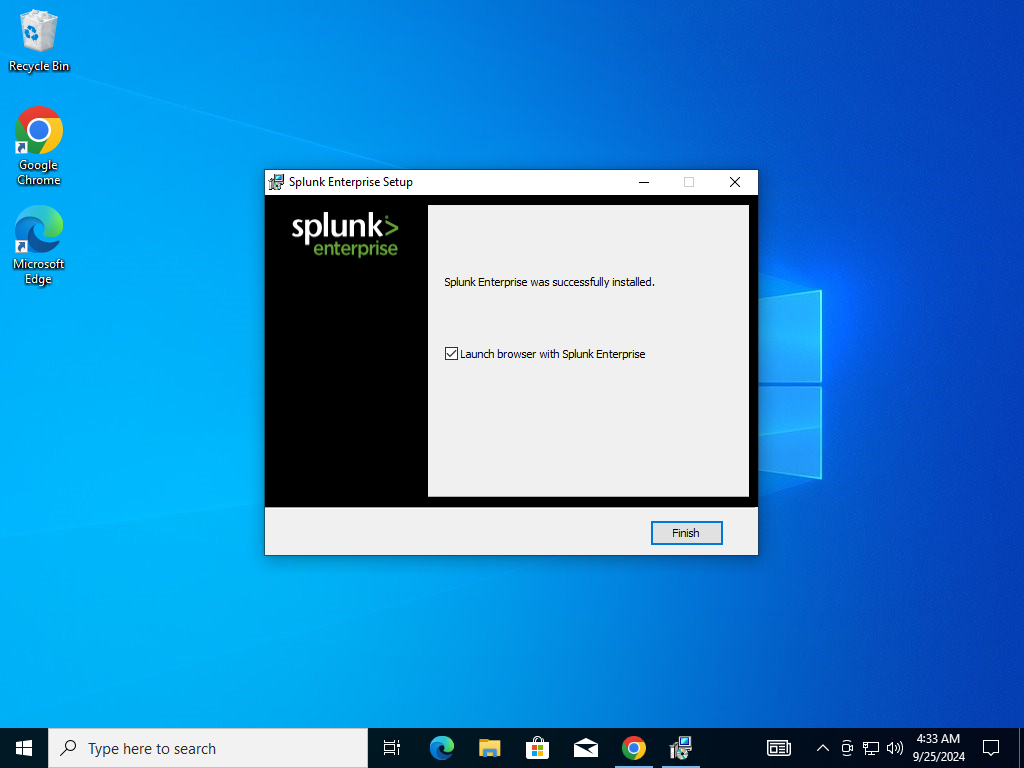 Recycle Bin
Google
Chrome
Microsoft
Edge
Splunk Enterprise Setup
splunk>
enterprise
Splunk Enterprise was successfully installed.
Launch browser with Splunk Enterprise
Finish
Type here to search
4:33 AM
9/25/2024